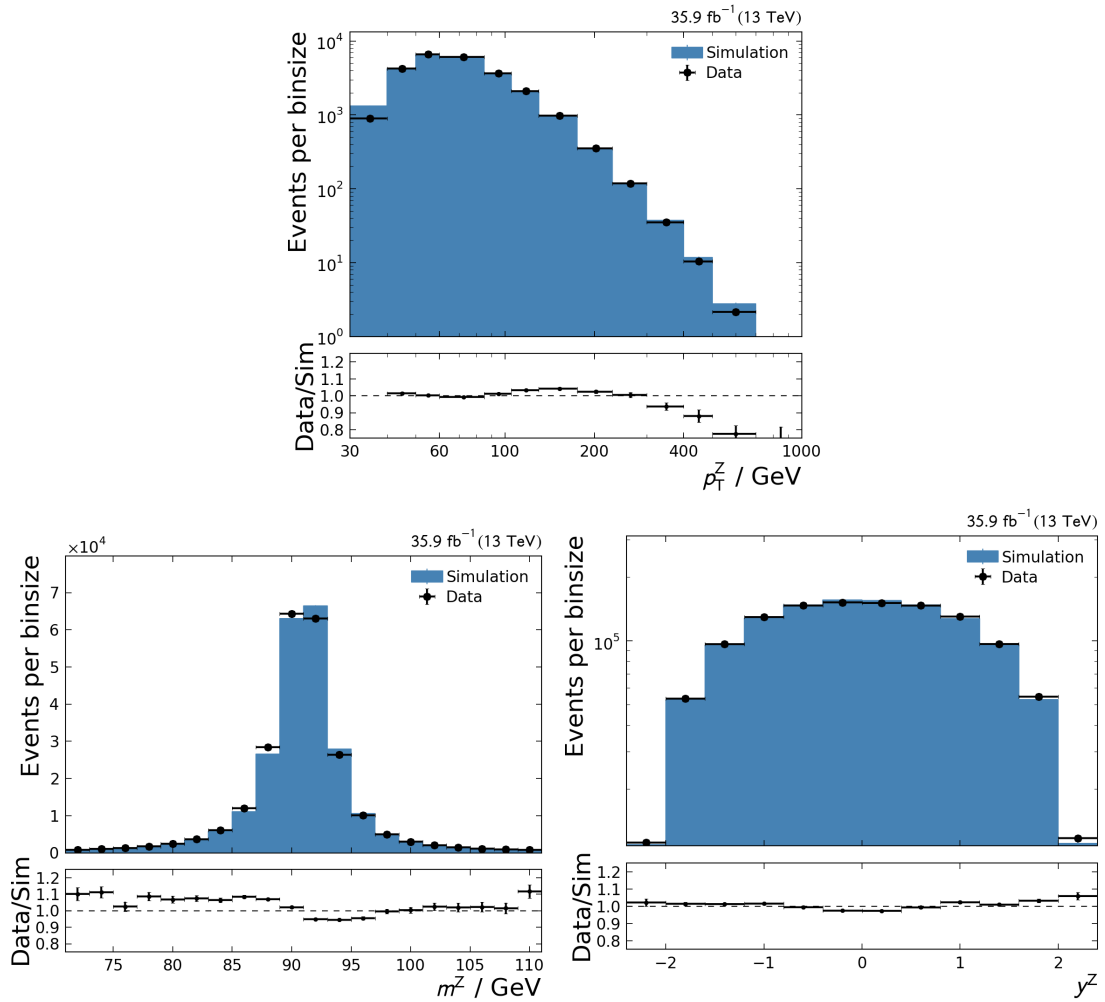 35.9 fb⁻¹ (13 TeV)
Events per binsize
10⁴
10³
10²
10¹
10⁰
Simulation
Data
Data/Sim
1.2
1.1
1.0
0.9
0.8
30 60 100 200 400 1000
p_T^Z / GeV
×10⁴
35.9 fb⁻¹ (13 TeV)
Events per binsize
7
6
5
4
3
2
1
0
Simulation
Data
Data/Sim
1.2
1.1
1.0
0.9
0.8
75 80 85 90 95 100 105 110
m^Z / GeV
35.9 fb⁻¹ (13 TeV)
Events per binsize
10⁵
Simulation
Data
Data/Sim
1.2
1.1
1.0
0.9
0.8
−2 −1 0 1 2
y^Z